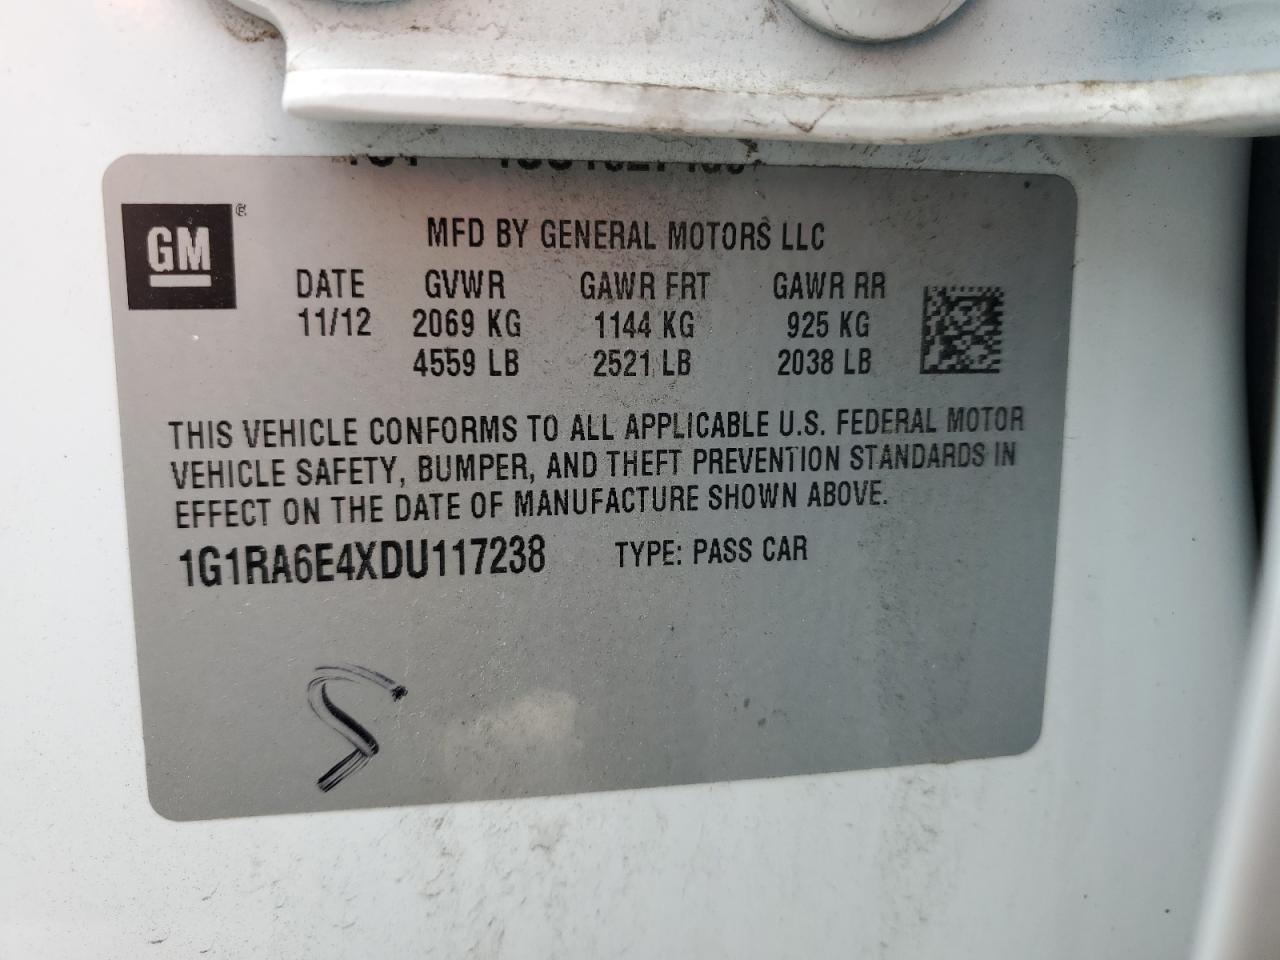 GM
MFD BY GENERAL MOTORS LLC
DATE GVWR GAWR FRT GAWR RR
11/12 2069 KG 1144 KG 925 KG
4559 LB 2521 LB 2038 LB
THIS VEHICLE CONFORMS TO ALL APPLICABLE U.S. FEDERAL MOTOR
VEHICLE SAFETY, BUMPER, AND THEFT PREVENTION STANDARDS IN
EFFECT ON THE DATE OF MANUFACTURE SHOWN ABOVE.
1G1RA6E4XDU117238 TYPE: PASS CAR